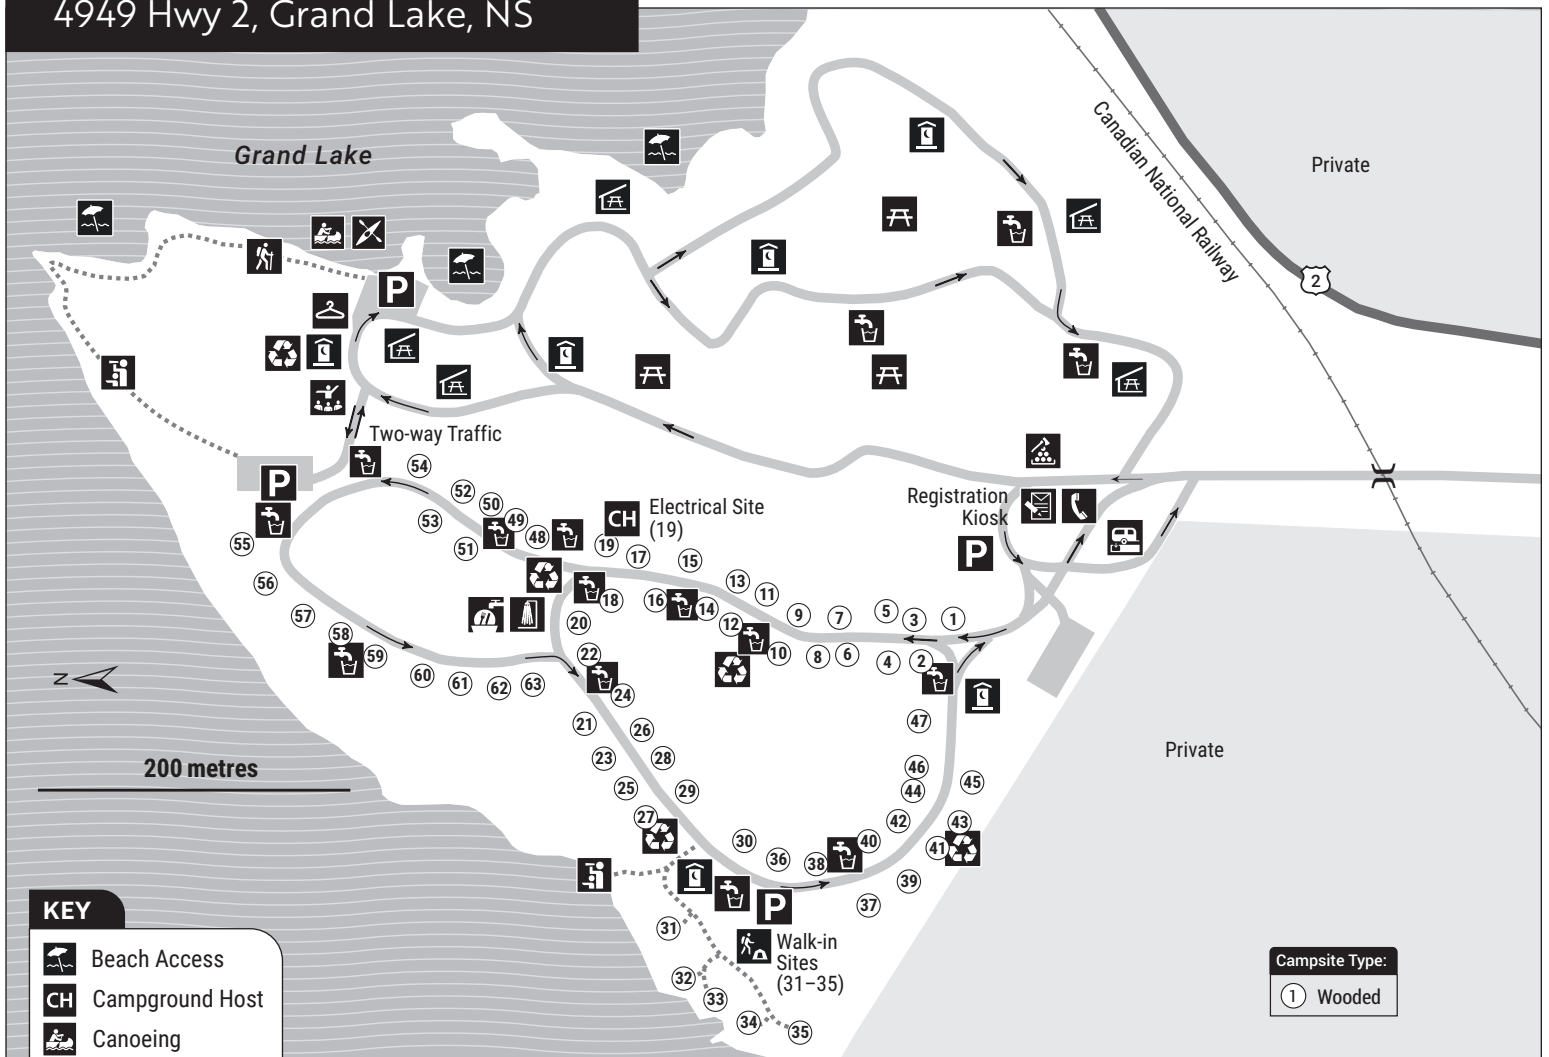 4949 Hwy 2, Grand Lake, NS
Grand Lake
Canadian National Railway
Private
2
P
Two-way Traffic
P
54
52
50
49
48
53
51
CH
Electrical Site
(19)
19
17
15
13
11
9
7
5
3
1
Registration
Kiosk
P
55
56
57
58
59
60
61
62
63
18
16
14
12
10
8
6
4
2
20
22
24
21
23
25
27
26
28
29
30
36
38
40
42
44
46
47
45
43
41
39
37
N
200 metres
Private
P
31
32
33
34
35
Walk-in
Sites
(31–35)
KEY
Beach Access
CH Campground Host
Canoeing
Campsite Type:
1 Wooded